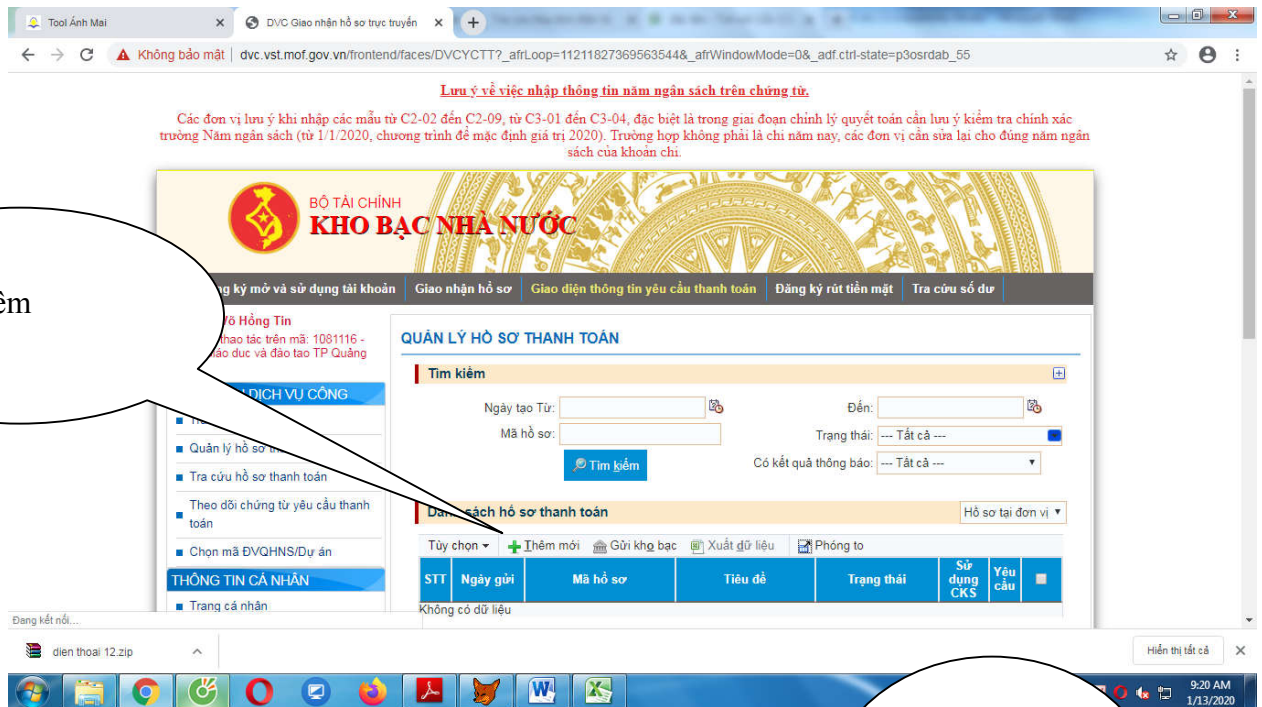 Tool Ánh Mai
DVC Giao nhận hồ sơ trực tuyến
Không bảo mật | dvc.vst.mof.gov.vn/frontend/faces/DVCYCTT?_afrLoop=11211827369563544&_afrWindowMode=0&_adf.ctrl-state=p3osrdab_55
Lưu ý về việc nhập thông tin năm ngân sách trên chứng từ.
Các đơn vị lưu ý khi nhập các mẫu từ C2-02 đến C2-09, từ C3-01 đến C3-04, đặc biệt là trong giai đoạn chỉnh lý quyết toán cần lưu ý kiểm tra chính xác
trường Năm ngân sách (từ 1/1/2020, chương trình để mặc định giá trị 2020). Trường hợp không phải là chi năm nay, các đơn vị cần sửa lại cho đúng năm ngân
sách của khoản chi.
BỘ TÀI CHÍNH
KHO BẠC NHÀ NƯỚC
ký mở và sử dụng tài khoản Giao nhận hồ sơ Giao diện thông tin yêu cầu thanh toán Đăng ký rút tiền mặt Tra cứu số dư
êm
Võ Hồng Tin
thao tác trên mã: 1081116 -
dục và đào tạo TP Quảng
QUẢN LÝ HỒ SƠ THANH TOÁN
Tìm kiếm
DỊCH VỤ CÔNG
Ngày tạo Từ:
Đến:
Mã hồ sơ:
Trạng thái: --- Tất cả ---
Quản lý hồ sơ
Tìm kiếm
Có kết quả thông báo: --- Tất cả ---
Tra cứu hồ sơ thanh toán
Theo dõi chứng từ yêu cầu thanh
toán
Danh sách hồ sơ thanh toán
Hồ sơ tại đơn vị
Chọn mã ĐVQHNS/Dự án
Tùy chọn Thêm mới Gửi kho bạc Xuất dữ liệu Phóng to
THÔNG TIN CÁ NHÂN
STT Ngày gửi Mã hồ sơ Tiêu đề Trạng thái Sử dụng CKS Yêu cầu
Trang cá nhân
Không có dữ liệu
Đang kết nối...
dien thoai 12.zip
Hiển thị tất cả
9:20 AM
1/13/2020